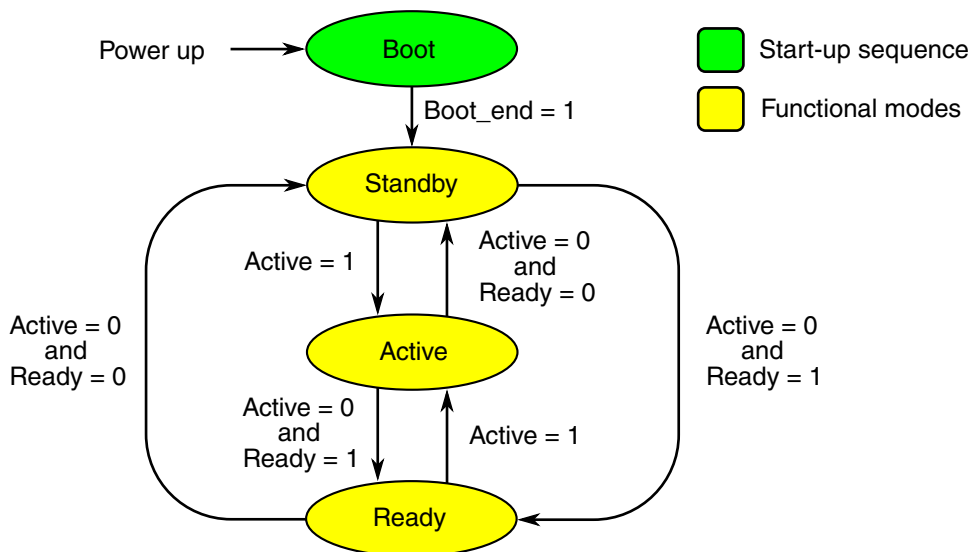 Power up
Boot
Start-up sequence
Functional modes
Boot_end = 1
Standby
Active = 1
Active = 0
and
Ready = 0
Active = 0
and
Ready = 0
Active
Active = 0
and
Ready = 1
Active = 0
and
Ready = 1
Active = 1
Ready